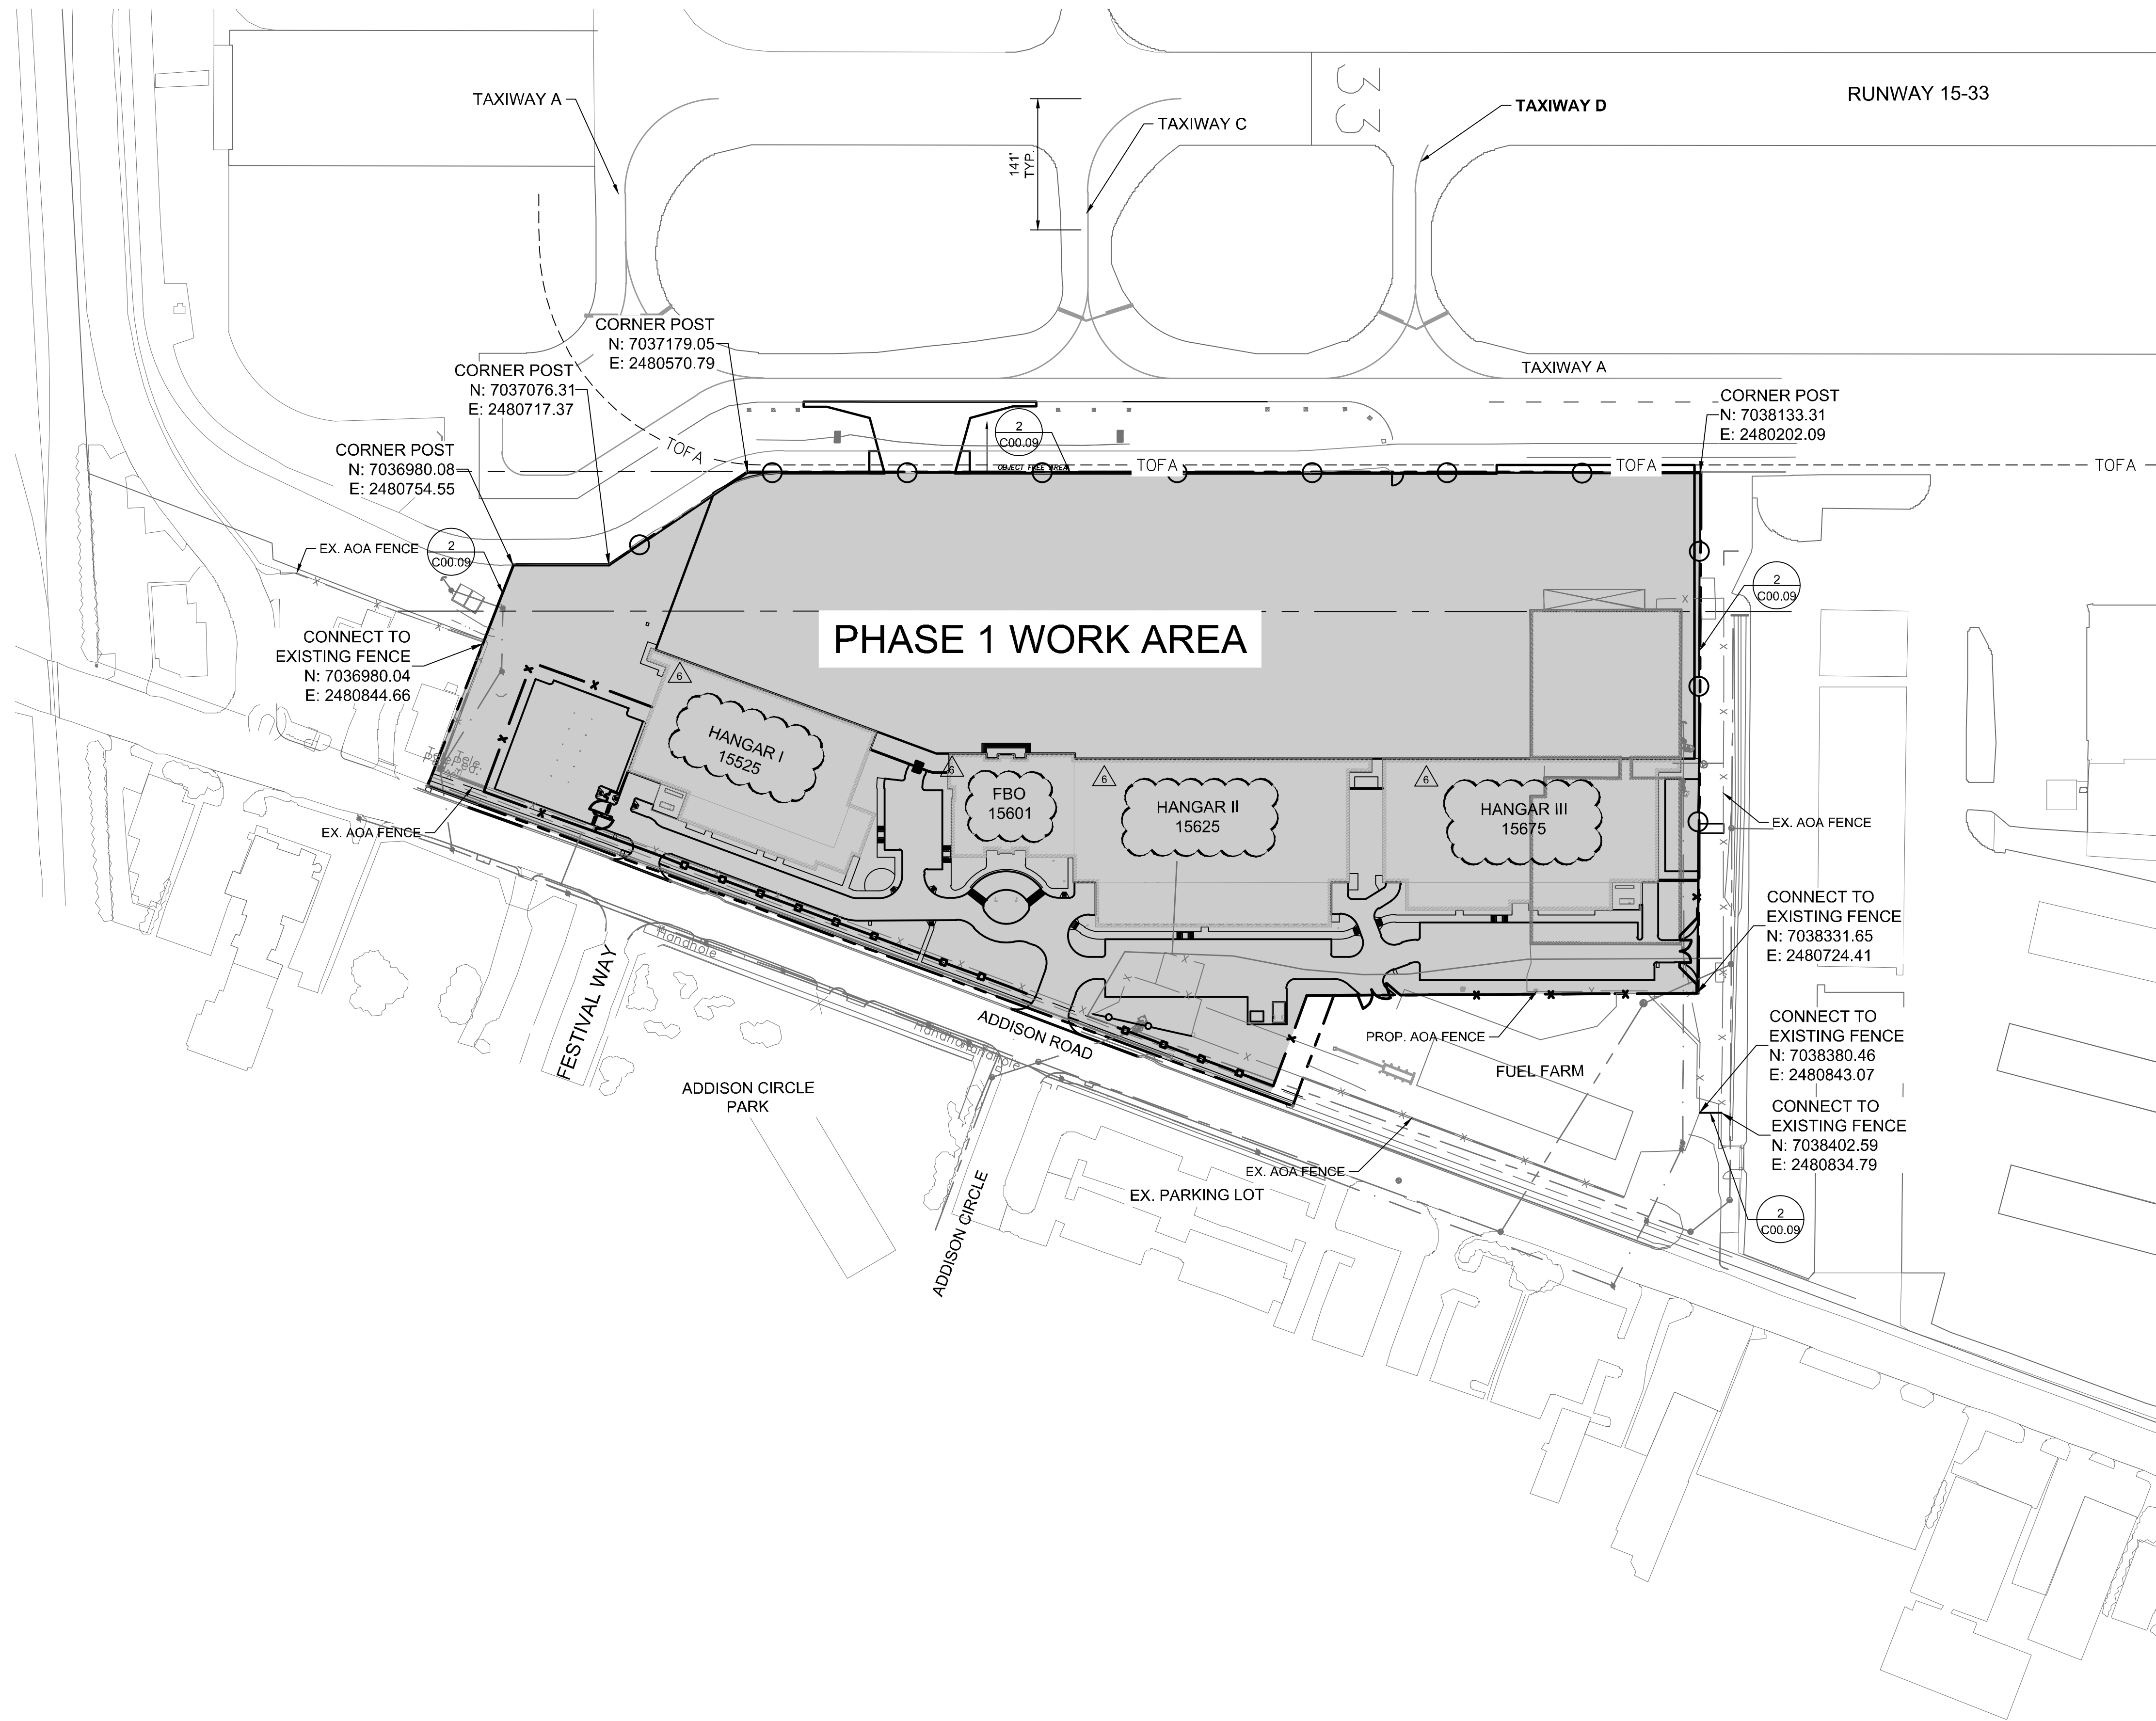 TAXIWAY A
TAXIWAY C
141'
TYP.
33
TAXIWAY D
RUNWAY 15-33
CORNER POST
N: 7037179.05
E: 2480570.79
CORNER POST
N: 7037076.31
E: 2480717.37
CORNER POST
N: 7036980.08
E: 2480754.55
TAXIWAY A
CORNER POST
N: 7038133.31
E: 2480202.09
TOFA
2
C00.09
OBJECT FREE AREA
TOFA
TOFA
TOFA
EX. AOA FENCE
2
C00.09
2
C00.09
CONNECT TO
EXISTING FENCE
N: 7036980.04
E: 2480844.66
PHASE 1 WORK AREA
6
HANGAR I
15525
6
FBO
15601
6
HANGAR II
15625
6
HANGAR III
15675
EX. AOA FENCE
EX. AOA FENCE
CONNECT TO
EXISTING FENCE
N: 7038331.65
E: 2480724.41
Handhole
FESTIVAL WAY
ADDISON ROAD
PROP. AOA FENCE
FUEL FARM
CONNECT TO
EXISTING FENCE
N: 7038380.46
E: 2480843.07
CONNECT TO
EXISTING FENCE
N: 7038402.59
E: 2480834.79
ADDISON CIRCLE
PARK
EX. AOA FENCE
EX. PARKING LOT
ADDISON CIRCLE
2
C00.09